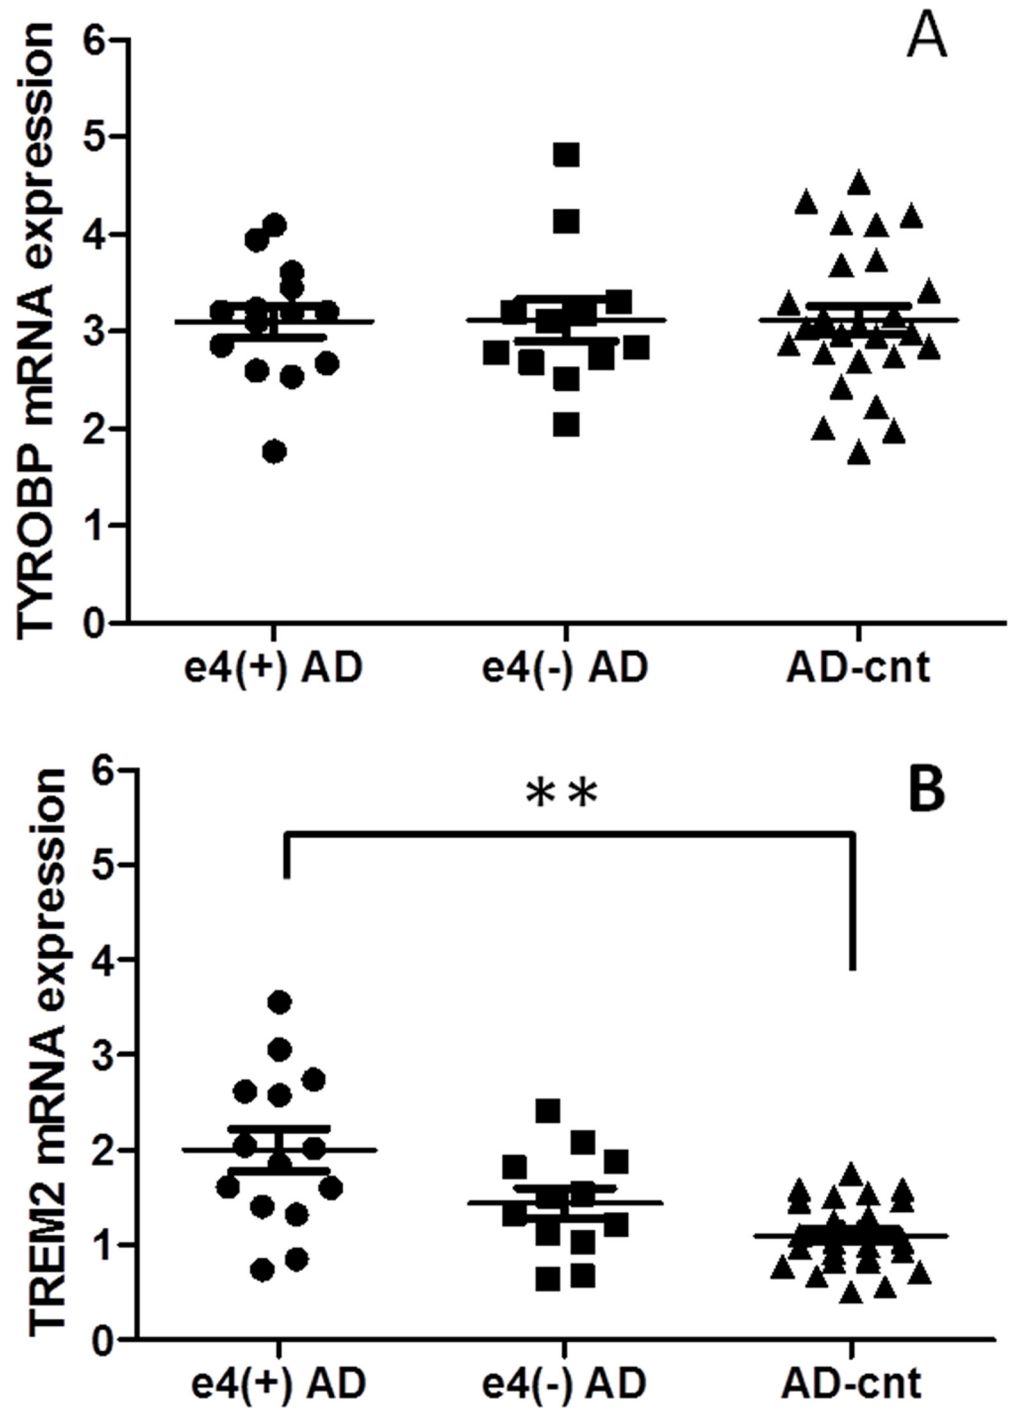 A
TYROBP mRNA expression
6
5
4
3
2
1
0
e4(+) AD e4(-) AD AD-cnt
B
**
TREM2 mRNA expression
6
5
4
3
2
1
0
e4(+) AD e4(-) AD AD-cnt